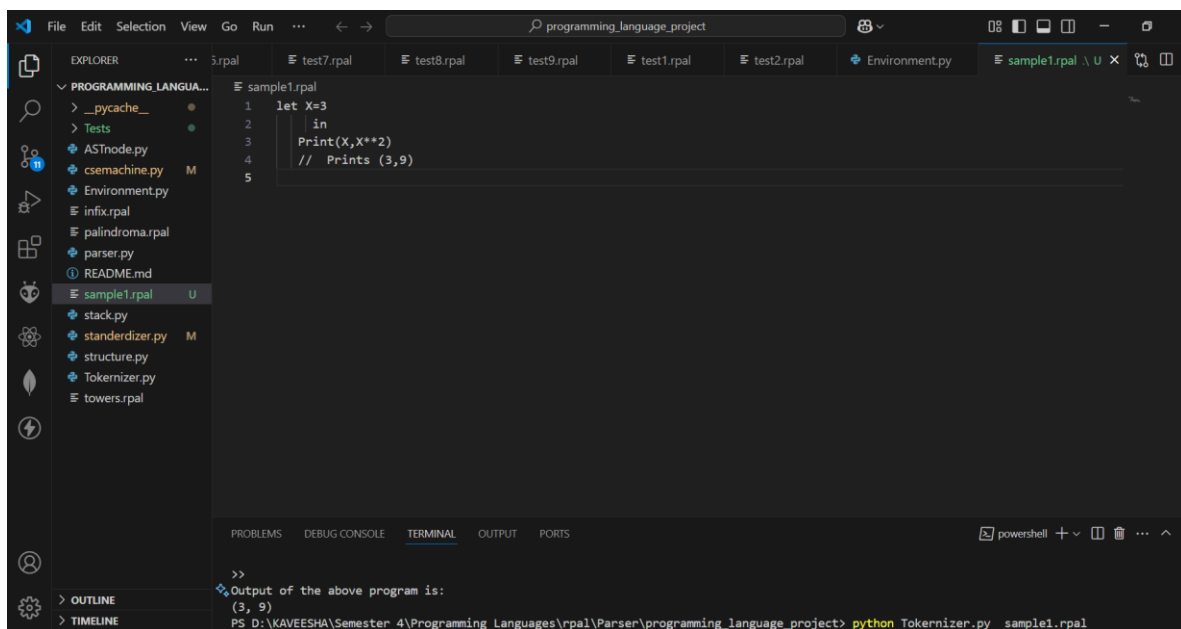 File Edit Selection View Go Run ··· ← → programming_language_project
EXPLORER ···
5.rpal test7.rpal test8.rpal test9.rpal test1.rpal test2.rpal Environment.py sample1.rpal .\ U
PROGRAMMING_LANGUA...
__pycache__
Tests
ASTnode.py
csemachine.py M
Environment.py
infix.rpal
palindroma.rpal
parser.py
README.md
sample1.rpal U
stack.py
standerdizer.py M
structure.py
Tokernizer.py
towers.rpal
OUTLINE
TIMELINE
11
sample1.rpal
1 let X=3
2 in
3 Print(X,X**2)
4 // Prints (3,9)
5
PROBLEMS DEBUG CONSOLE TERMINAL OUTPUT PORTS powershell
>>
Output of the above program is:
(3, 9)
PS D:\KAVEESHA\Semester 4\Programming Languages\rpal\Parser\programming_language_project> python Tokernizer.py sample1.rpal